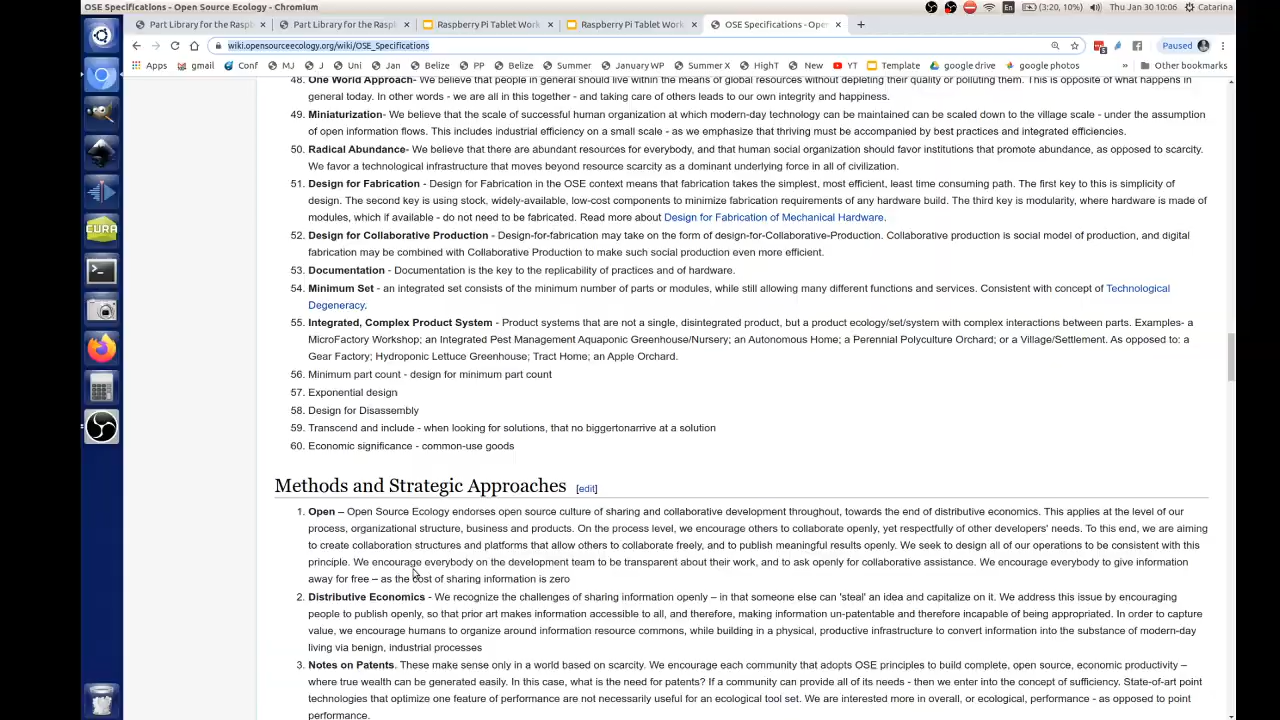 OSE Specifications - Open Source Ecology - Chromium
En
(3:20, 10%)
Thu Jan 30 10:06
Catarina
Part Library for the Raspb
Part Library for the Raspl
Raspberry Pi Tablet Work
Raspberry Pi Tablet Work
OSE Specifications - Open
wiki.opensourceecology.org/wiki/OSE_Specifications
Paused
Apps
gmail
Conf
MJ
J
Uni
Jan
Belize
PP
Belize
Summer
January WP
Summer X
HighT
New
YT
Template
google drive
google photos
»
Other bookmarks
48. One World Approach- We believe that people in general should live within the means of global resources without depleting their quality or polluting them. This is opposite of what happens in
general today. In other words - we are all in this together - and taking care of others leads to our own integrity and happiness.
49. Miniaturization- We believe that the scale of successful human organization at which modern-day technology can be maintained can be scaled down to the village scale - under the assumption
of open information flows. This includes industrial efficiency on a small scale - as we emphasize that thriving must be accompanied by best practices and integrated efficiencies.
50. Radical Abundance- We believe that there are abundant resources for everybody, and that human social organization should favor institutions that promote abundance, as opposed to scarcity.
We favor a technological infrastructure that moves beyond resource scarcity as a dominant underlying force in all of civilization.
51. Design for Fabrication - Design for Fabrication in the OSE context means that fabrication takes the simplest, most efficient, least time consuming path. The first key to this is simplicity of
design. The second key is using stock, widely-available, low-cost components to minimize fabrication requirements of any hardware build. The third key is modularity, where hardware is made of
modules, which if available - do not need to be fabricated. Read more about Design for Fabrication of Mechanical Hardware.
52. Design for Collaborative Production - Design-for-fabrication may take on the form of design-for-Collaborative-Production. Collaborative production is social model of production, and digital
fabrication may be combined with Collaborative Production to make such social production even more efficient.
53. Documentation - Documentation is the key to the replicability of practices and of hardware.
54. Minimum Set - an integrated set consists of the minimum number of parts or modules, while still allowing many different functions and services. Consistent with concept of Technological
Degeneracy.
55. Integrated, Complex Product System - Product systems that are not a single, disintegrated product, but a product ecology/set/system with complex interactions between parts. Examples- a
MicroFactory Workshop; an Integrated Pest Management Aquaponic Greenhouse/Nursery; an Autonomous Home; a Perennial Polyculture Orchard; or a Village/Settlement. As opposed to: a
Gear Factory; Hydroponic Lettuce Greenhouse; Tract Home; an Apple Orchard.
56. Minimum part count - design for minimum part count
57. Exponential design
58. Design for Disassembly
59. Transcend and include - when looking for solutions, that no biggertonarrive at a solution
60. Economic significance - common-use goods
Methods and Strategic Approaches [edit]
1. Open – Open Source Ecology endorses open source culture of sharing and collaborative development throughout, towards the end of distributive economics. This applies at the level of our
process, organizational structure, business and products. On the process level, we encourage others to collaborate openly, yet respectfully of other developers' needs. To this end, we are aiming
to create collaboration structures and platforms that allow others to collaborate freely, and to publish meaningful results openly. We seek to design all of our operations to be consistent with this
principle. We encourage everybody on the development team to be transparent about their work, and to ask openly for collaborative assistance. We encourage everybody to give information
away for free – as the cost of sharing information is zero
2. Distributive Economics - We recognize the challenges of sharing information openly – in that someone else can 'steal' an idea and capitalize on it. We address this issue by encouraging
people to publish openly, so that prior art makes information accessible to all, and therefore, making information un-patentable and therefore incapable of being appropriated. In order to capture
value, we encourage humans to organize around information resource commons, while building in a physical, productive infrastructure to convert information into the substance of modern-day
living via benign, industrial processes
3. Notes on Patents. These make sense only in a world based on scarcity. We encourage each community that adopts OSE principles to build complete, open source, economic productivity –
where true wealth can be generated easily. In this case, what is the need for patents? If a community can provide all of its needs - then we enter into the concept of sufficiency. State-of-art point
technologies that optimize one feature of performance are not necessarily useful for an ecological tool set. We are interested more in overall, or ecological, performance - as opposed to point
performance.
CURA